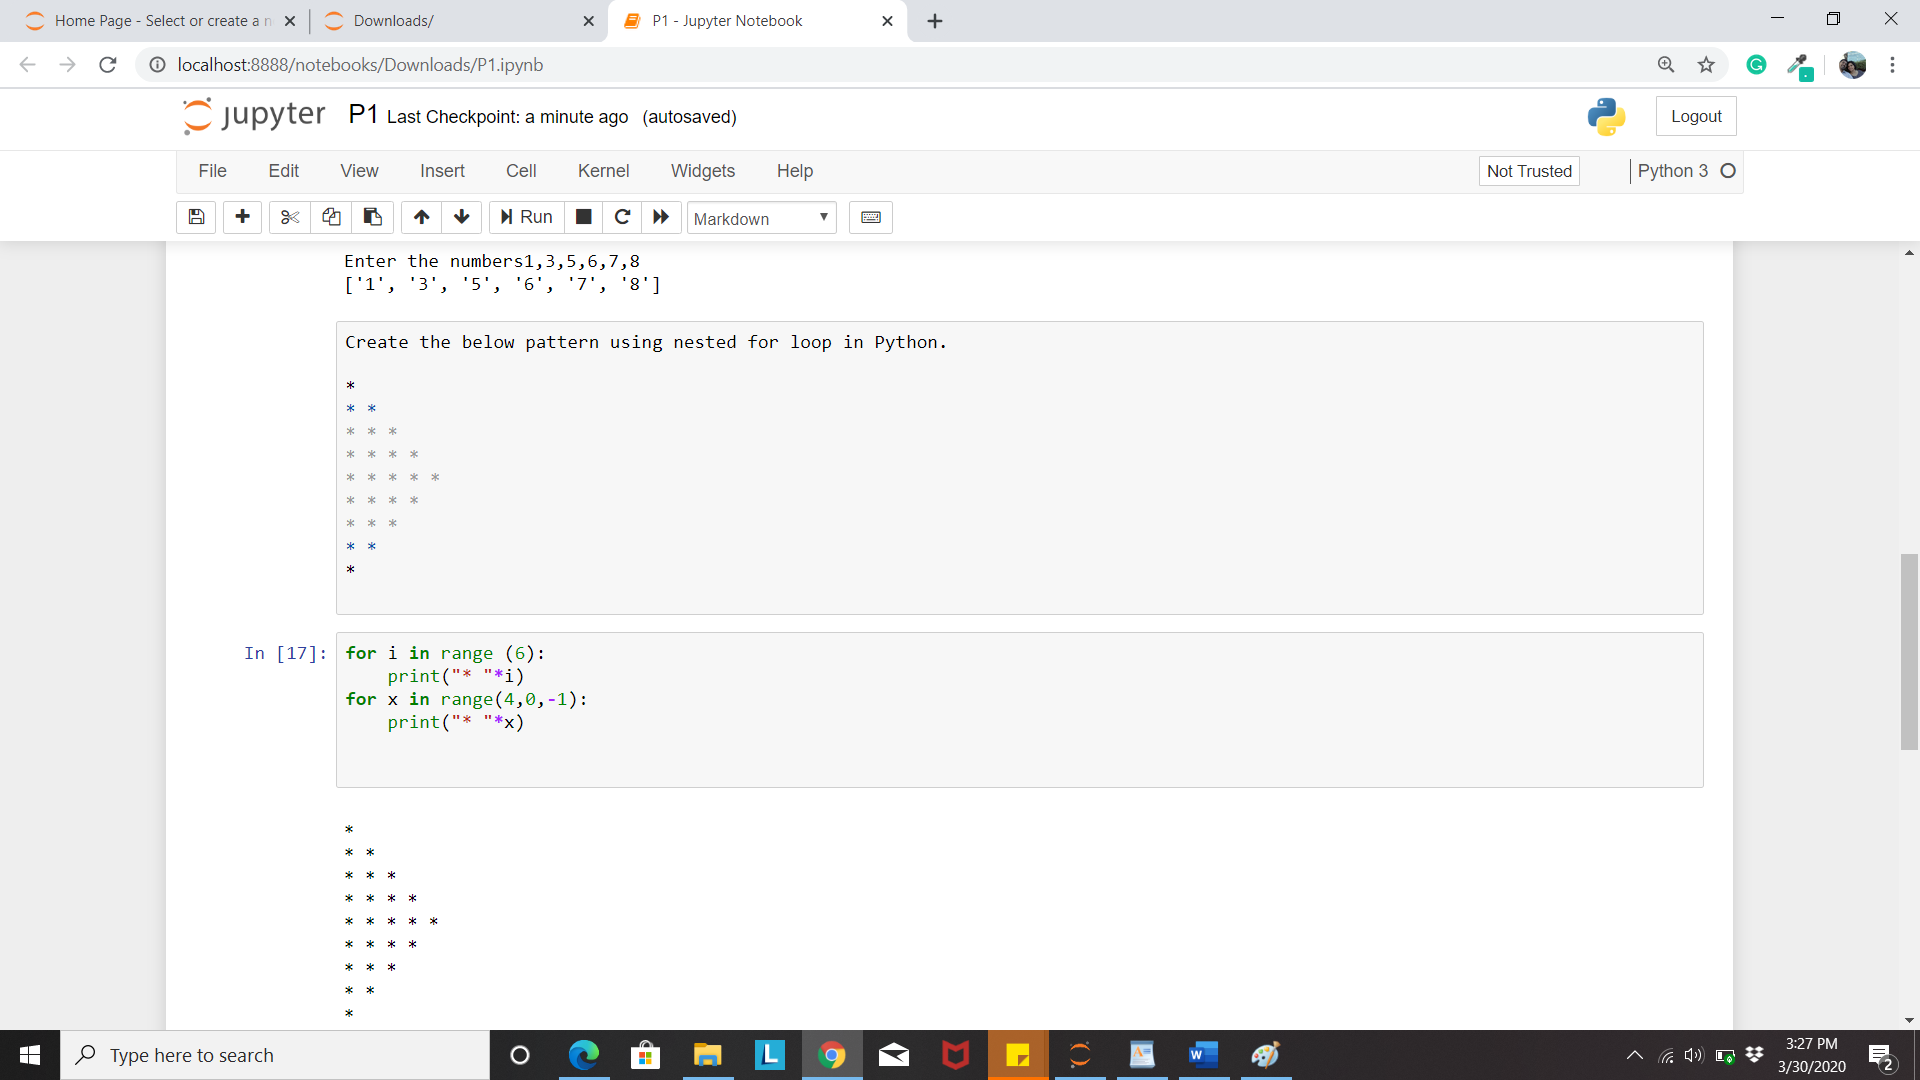 Home Page - Select or create a n
Downloads/
P1 - Jupyter Notebook
localhost:8888/notebooks/Downloads/P1.ipynb
jupyter P1 Last Checkpoint: a minute ago (autosaved)
Logout
File Edit View Insert Cell Kernel Widgets Help
Not Trusted
Python 3
Run
Markdown
Enter the numbers1,3,5,6,7,8
['1', '3', '5', '6', '7', '8']
Create the below pattern using nested for loop in Python.
*
* *
* * *
* * * *
* * * * *
* * * *
* * *
* *
*
In [17]:
for i in range (6):
    print("* "*i)
for x in range(4,0,-1):
    print("* "*x)
*
* *
* * *
* * * *
* * * * *
* * * *
* * *
* *
*
Type here to search
3:27 PM
3/30/2020
2